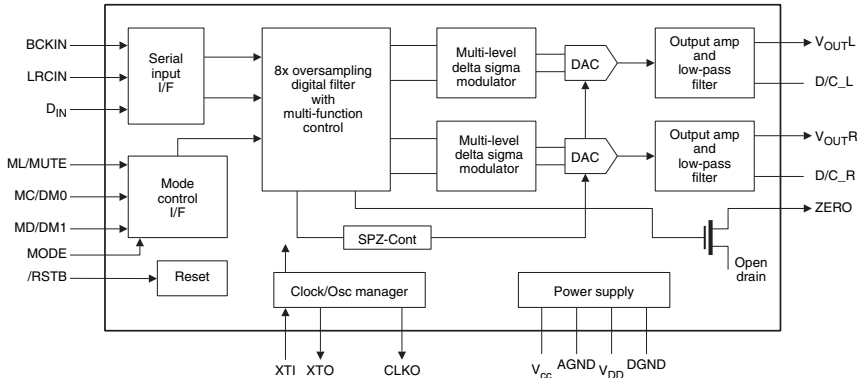 BCKIN
LRCIN
DIN
ML/MUTE
MC/DM0
MD/DM1
MODE
/RSTB
Serial
input
I/F
Mode
control
I/F
Reset
8x oversampling
digital filter
with
multi-function
control
Multi-level
delta sigma
modulator
DAC
Output amp
and
low-pass
filter
VOUTL
D/C_L
Multi-level
delta sigma
modulator
DAC
Output amp
and
low-pass
filter
VOUTR
D/C_R
ZERO
SPZ-Cont
Open
drain
Clock/Osc manager
Power supply
XTI
XTO
CLKO
Vcc
AGND
VDD
DGND